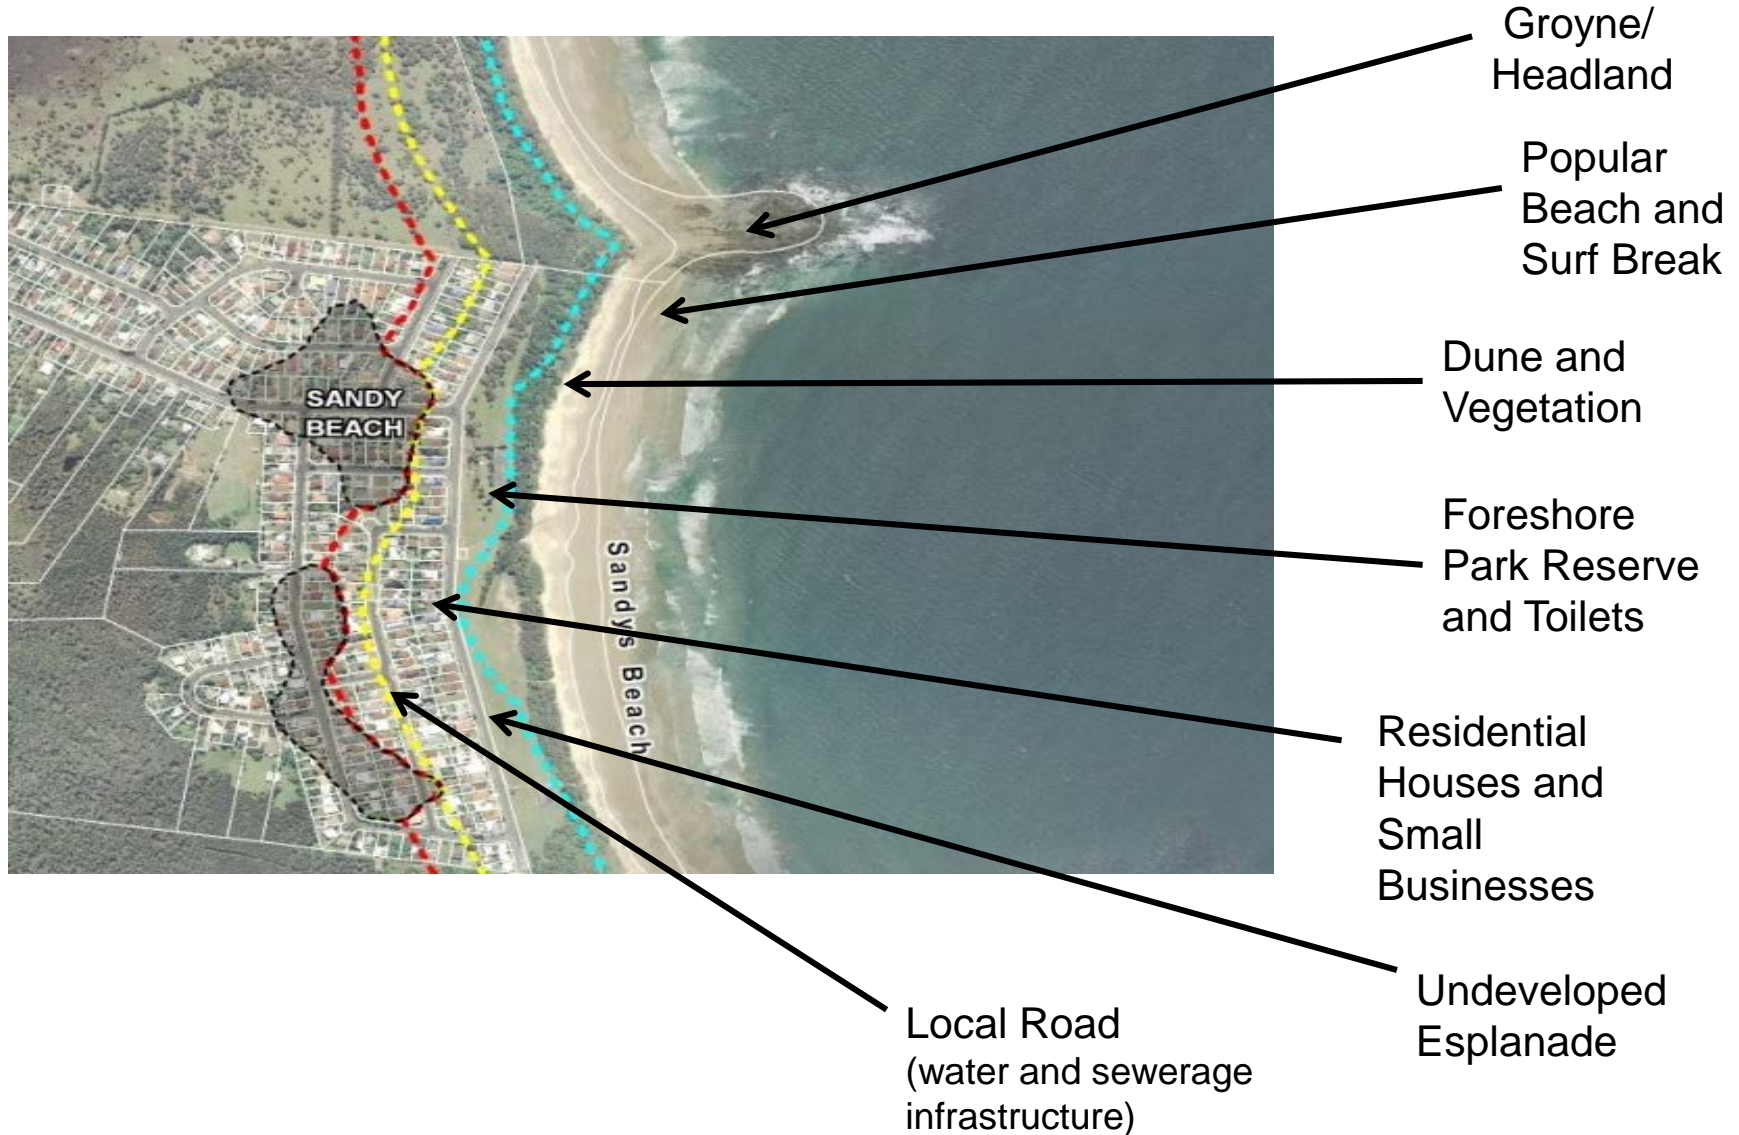 Groyne/
Headland
Popular
Beach and
Surf Break
Dune and
Vegetation
SANDY
BEACH
Foreshore
Park Reserve
and Toilets
Sandys Beach
Residential
Houses and
Small
Businesses
Undeveloped
Esplanade
Local Road
(water and sewerage
infrastructure)